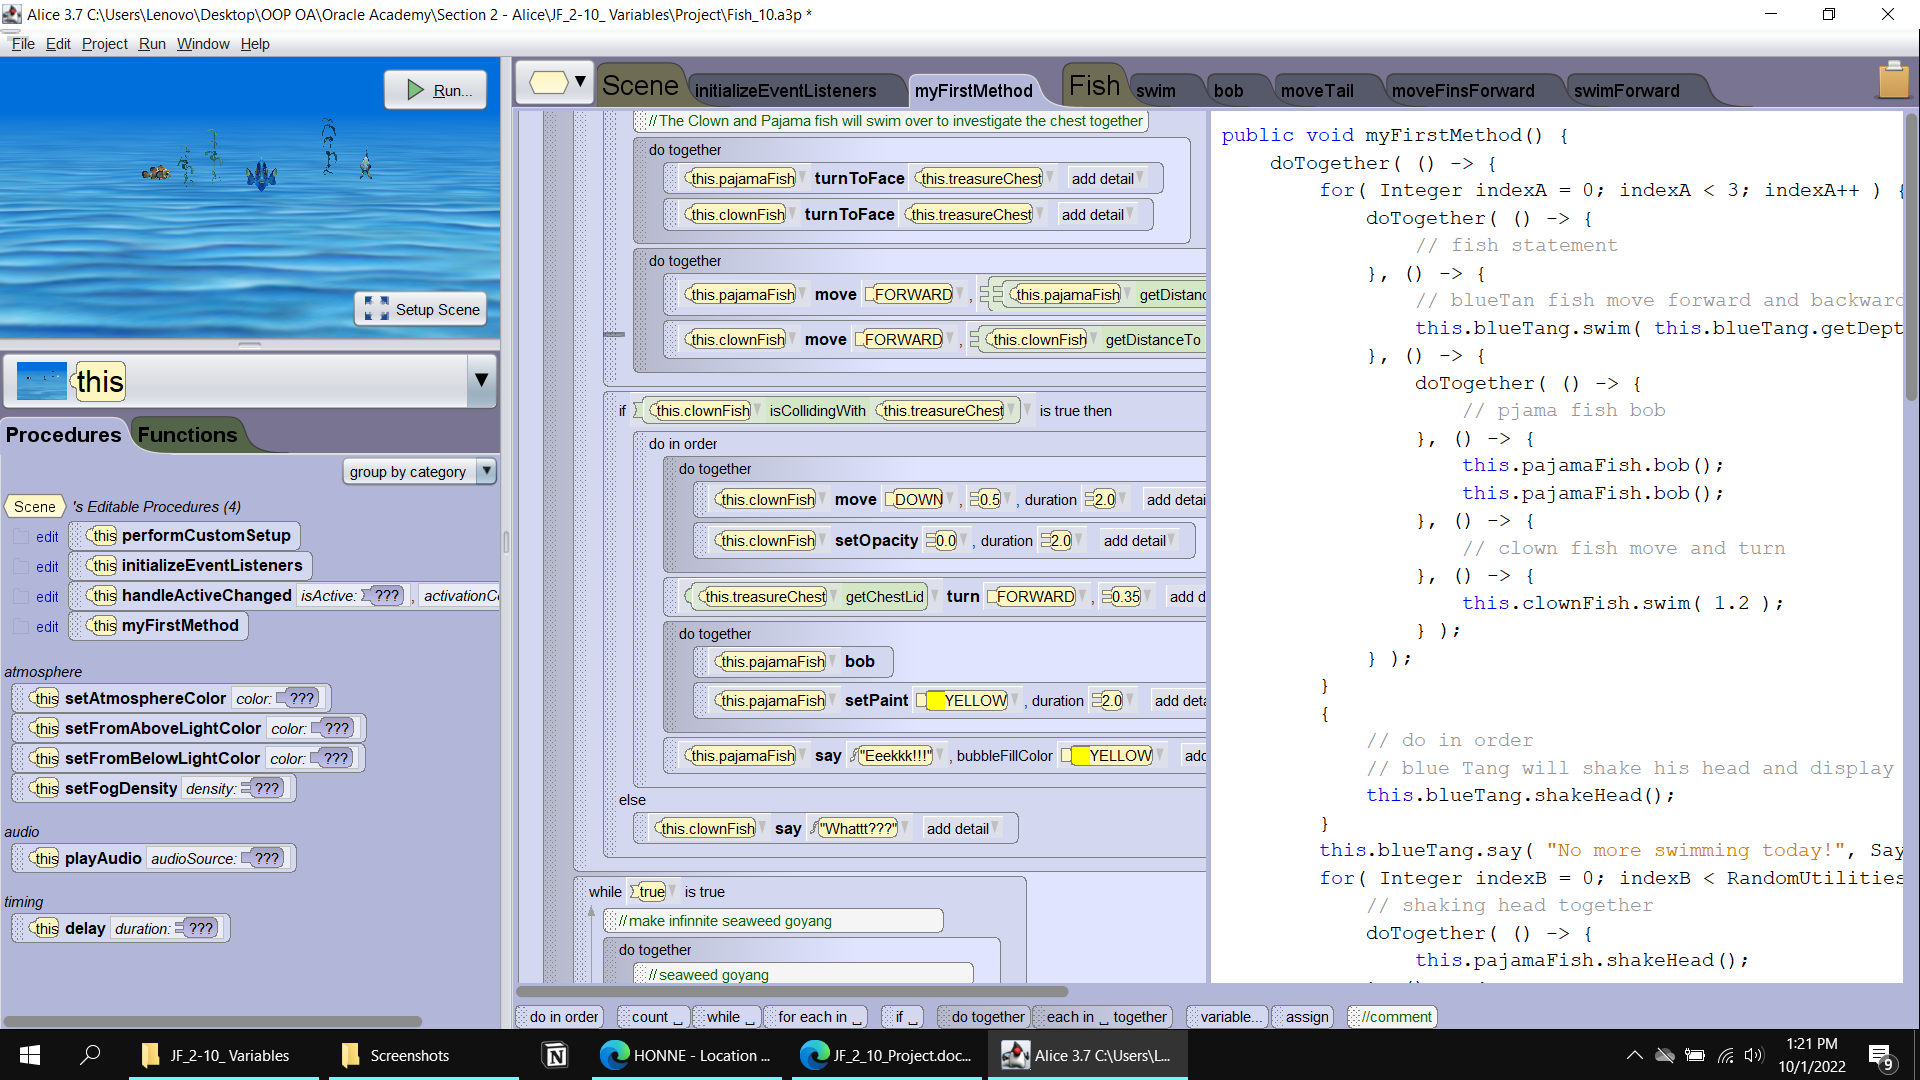 Alice 3.7 C:\Users\Lenovo\Desktop\OOP OA\Oracle Academy\Section 2 - Alice\JF_2-10_ Variables\Project\Fish_10.a3p *
File Edit Project Run Window Help
Run...
Setup Scene
this
Procedures Functions
group by category
Scene 's Editable Procedures (4)
edit this performCustomSetup
edit this initializeEventListeners
edit this handleActiveChanged isActive: ??? , activationCo
edit this myFirstMethod
atmosphere
this setAtmosphereColor color: ???
this setFromAboveLightColor color: ???
this setFromBelowLightColor color: ???
this setFogDensity density: ???
audio
this playAudio audioSource: ???
timing
this delay duration: ???
Scene initializeEventListeners myFirstMethod Fish swim bob moveTail moveFinsForward swimForward
//The Clown and Pajama fish will swim over to investigate the chest together
do together
this.pajamaFish turnToFace this.treasureChest add detail
this.clownFish turnToFace this.treasureChest add detail
do together
this.pajamaFish move FORWARD , this.pajamaFish getDistanc
this.clownFish move FORWARD , this.clownFish getDistanceTo
if this.clownFish isCollidingWith this.treasureChest is true then
do in order
do together
this.clownFish move DOWN , 0.5 , duration 2.0 add detai
this.clownFish setOpacity 0.0 , duration 2.0 add detail
this.treasureChest getChestLid turn FORWARD , 0.35 add d
do together
this.pajamaFish bob
this.pajamaFish setPaint YELLOW , duration 2.0 add deta
this.pajamaFish say "Eeekkk!!!" , bubbleFillColor YELLOW add
else
this.clownFish say "Whattt???" add detail
while true is true
//make infinnite seaweed goyang
do together
//seaweed goyang
do in order count _ while _ for each in _ if _ do together each in _ together variable... assign //comment
public void myFirstMethod() {
doTogether( () -> {
for( Integer indexA = 0; indexA < 3; indexA++ ) {
doTogether( () -> {
// fish statement
}, () -> {
// blueTan fish move forward and backward
this.blueTang.swim( this.blueTang.getDept
}, () -> {
doTogether( () -> {
// pjama fish bob
}, () -> {
this.pajamaFish.bob();
this.pajamaFish.bob();
}, () -> {
// clown fish move and turn
}, () -> {
this.clownFish.swim( 1.2 );
} );
} );
}
{
// do in order
// blue Tang will shake his head and display
this.blueTang.shakeHead();
}
this.blueTang.say( "No more swimming today!", Say
for( Integer indexB = 0; indexB < RandomUtilities
// shaking head together
doTogether( () -> {
this.pajamaFish.shakeHead();
JF_2-10_ Variables Screenshots HONNE - Location ... JF_2_10_Project.doc... Alice 3.7 C:\Users\L...
1:21 PM
10/1/2022
9